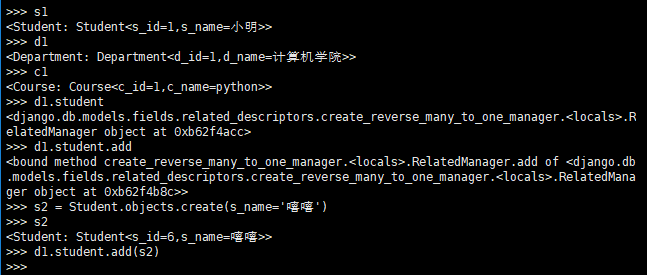 >>> s1
<Student: Student<s_id=1,s_name=小明>>
>>> d1
<Department: Department<d_id=1,d_name=计算机学院>>
>>> c1
<Course: Course<c_id=1,c_name=python>>
>>> d1.student
<django.db.models.fields.related_descriptors.create_reverse_many_to_one_manager.<locals>.R
elatedManager object at 0xb62f4acc>
>>> d1.student.add
<bound method create_reverse_many_to_one_manager.<locals>.RelatedManager.add of <django.db
.models.fields.related_descriptors.create_reverse_many_to_one_manager.<locals>.RelatedMana
ger object at 0xb62f4b8c>>
>>> s2 = Student.objects.create(s_name='嘻嘻')
>>> s2
<Student: Student<s_id=6,s_name=嘻嘻>>
>>> d1.student.add(s2)
>>>